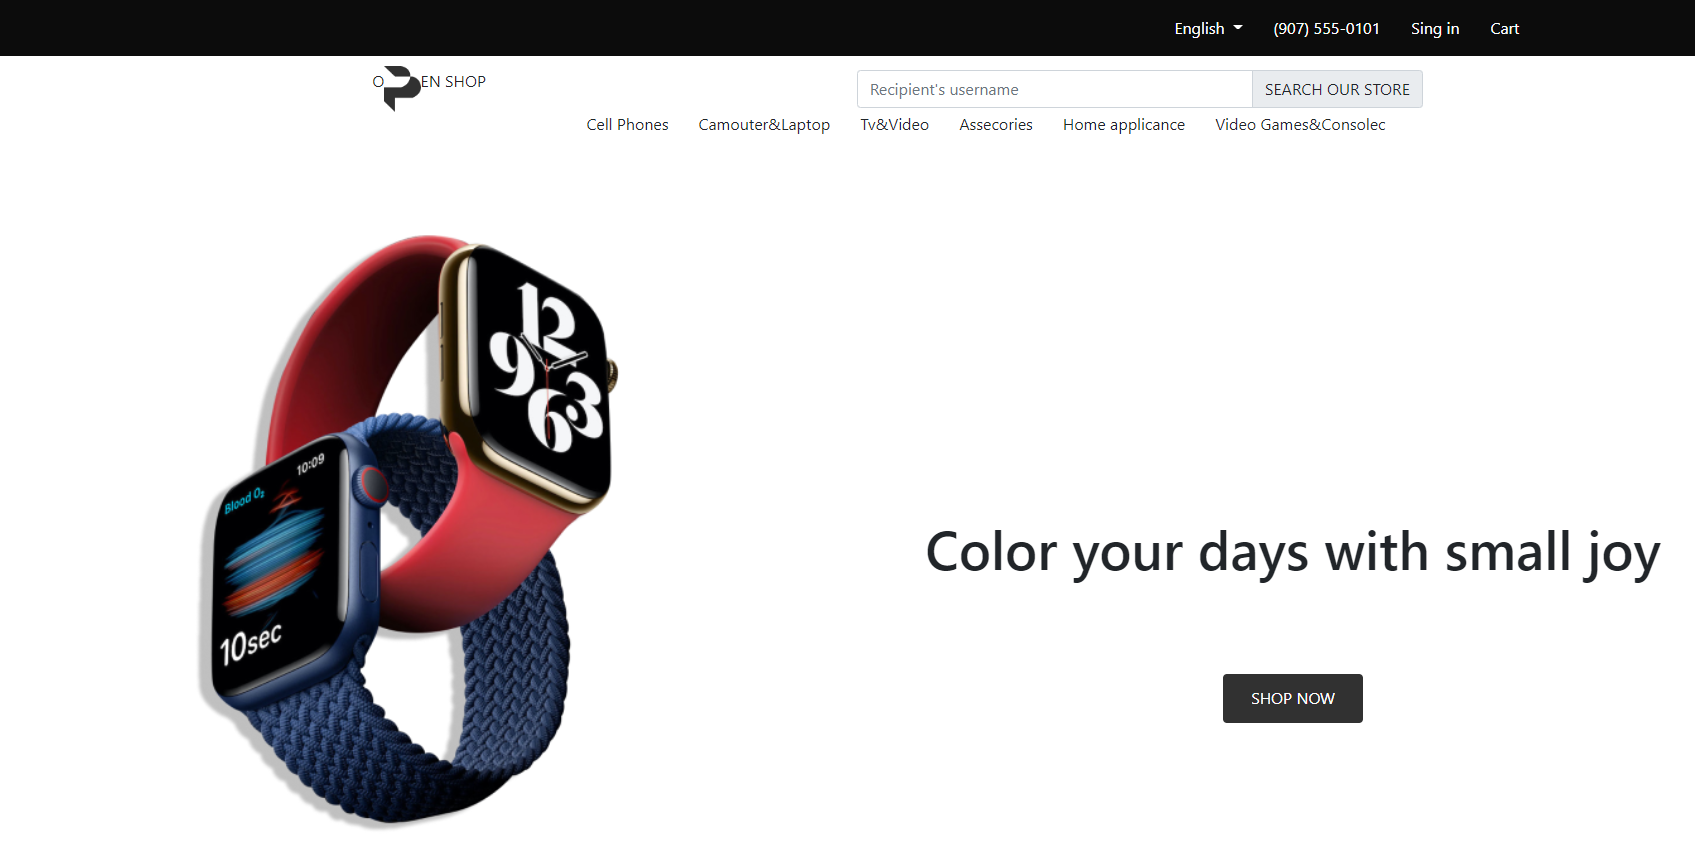 English
(907) 555-0101
Sing in
Cart
OPEN SHOP
Recipient's username
SEARCH OUR STORE
Cell Phones
Camouter&Laptop
Tv&Video
Assecories
Home applicance
Video Games&Consolec
12
9 3
6
10:09
Blood O₂
10sec
Color your days with small joy
SHOP NOW